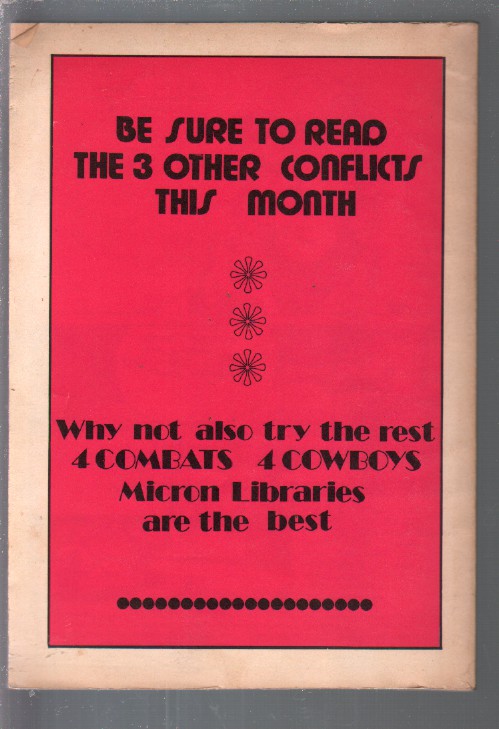 BE SURE TO READ
THE 3 OTHER CONFLICTS
THIS MONTH
Why not also try the rest
4 COMBATS 4 COWBOYS
Micron Libraries
are the best